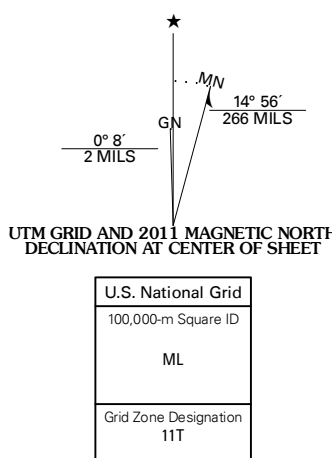 ★
MN
GN
14° 56´
266 MILS
0° 8´
2 MILS
UTM GRID AND 2011 MAGNETIC NORTH
DECLINATION AT CENTER OF SHEET
U.S. National Grid
100,000-m Square ID
ML
Grid Zone Designation
11T